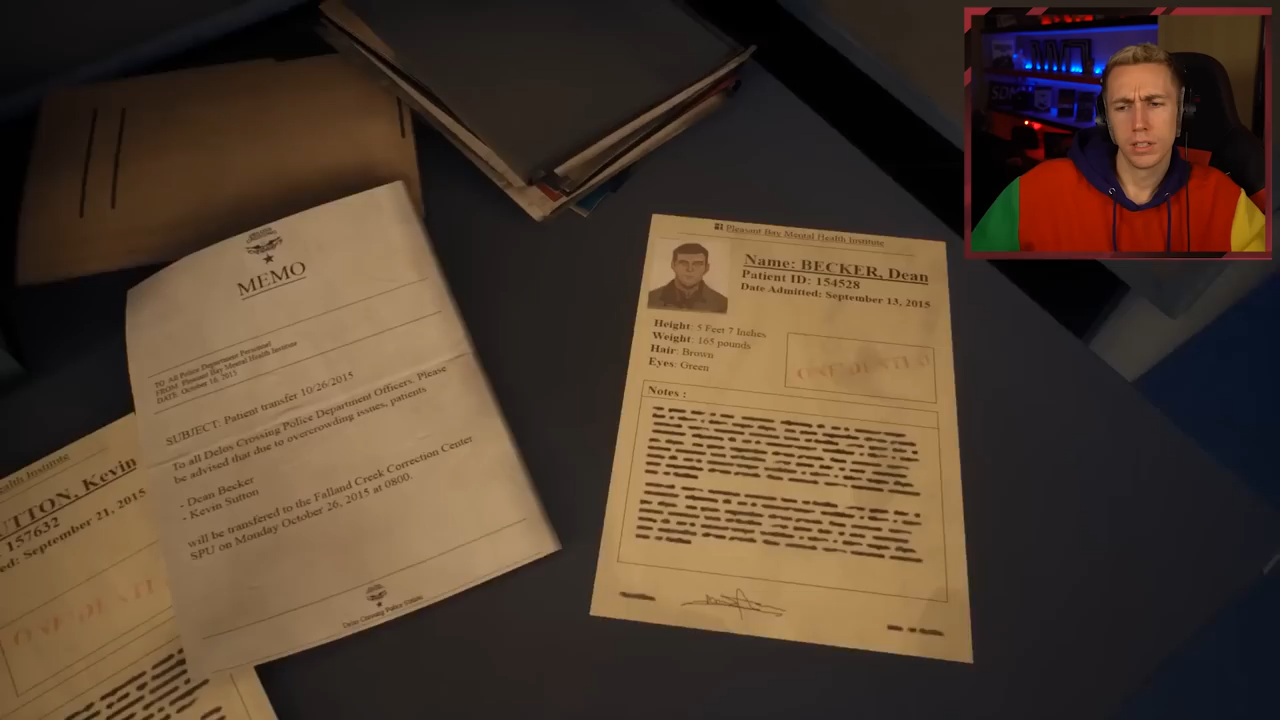 MEMO
TO: All Police Department Personnel
FROM: Pleasant Bay Mental Health Institute
DATE: October 16, 2015
SUBJECT: Patient transfer 10/26/2015
To all Delos Crossing Police Department Officers. Please
be advised that due to overcrowding issues, patients
- Dean Becker
- Kevin Sutton
will be transfered to the Falland Creek Correction Center
SPU on Monday October 26, 2015 at 0800.
Delos Crossing Police
Pleasant Bay Mental Health Institute
Name: BECKER, Dean
Patient ID: 154528
Date Admitted: September 13, 2015
Height: 5 Feet 7 Inches
Weight: 165 pounds
Hair: Brown
Eyes: Green
Notes :
Health Institute
UTTON, Kevin
157632
ed: September 21, 2015